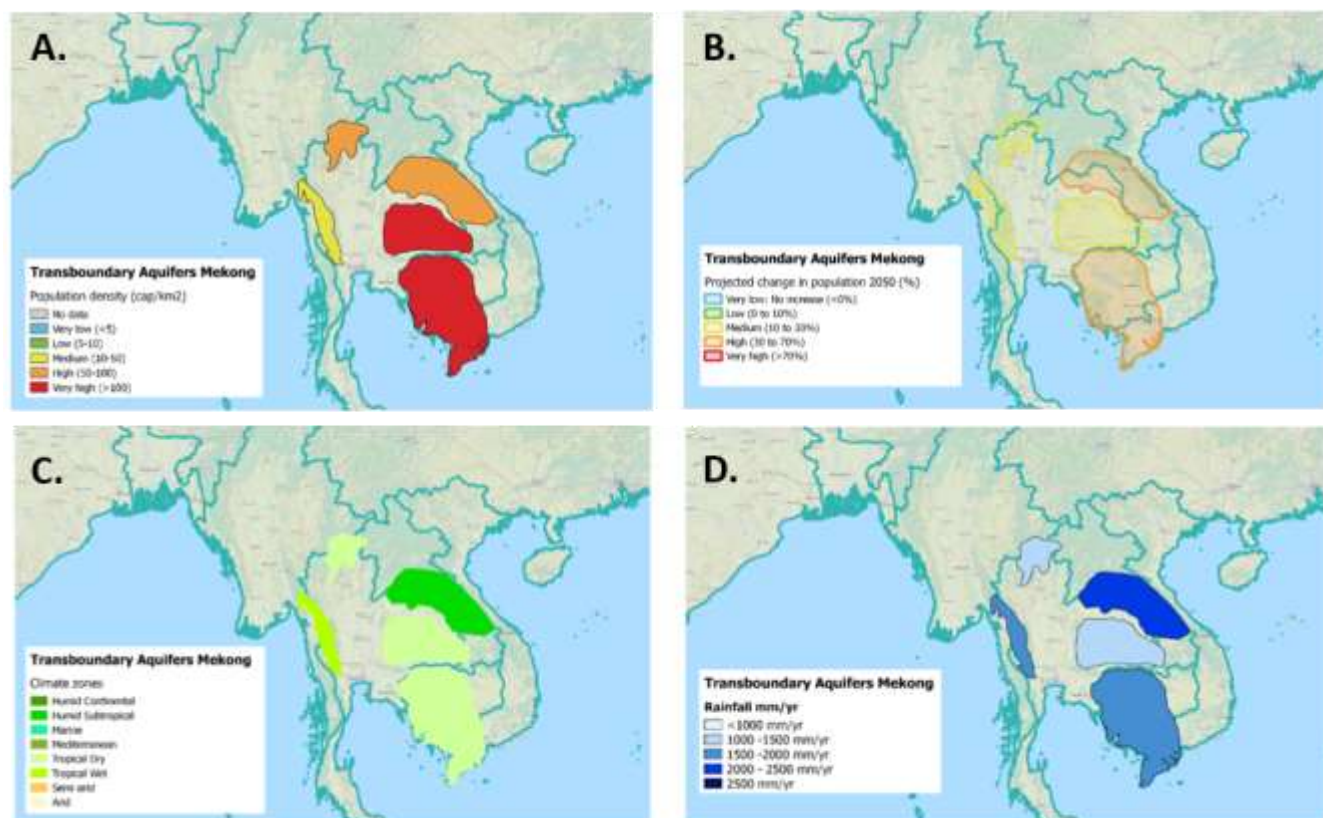 A.
Transboundary Aquifers Mekong
Population density (cap/km2)
No data
Very low (<5)
Low (5-10)
Medium (10-50)
High (50-100)
Very high (>100)
B.
Transboundary Aquifers Mekong
Projected change in population 2050 (%)
Very low: No increase (<0%)
Low (0 to 10%)
Medium (10 to 30%)
High (30 to 70%)
Very high (>70%)
C.
Transboundary Aquifers Mekong
Climate zones
Humid Continental
Humid Subtropical
Marine
Mediterranean
Tropical Dry
Tropical Wet
Semi arid
Arid
D.
Transboundary Aquifers Mekong
Rainfall mm/yr
<1000 mm/yr
1000 -1500 mm/yr
1500 -2000 mm/yr
2000 - 2500 mm/yr
2500 mm/yr